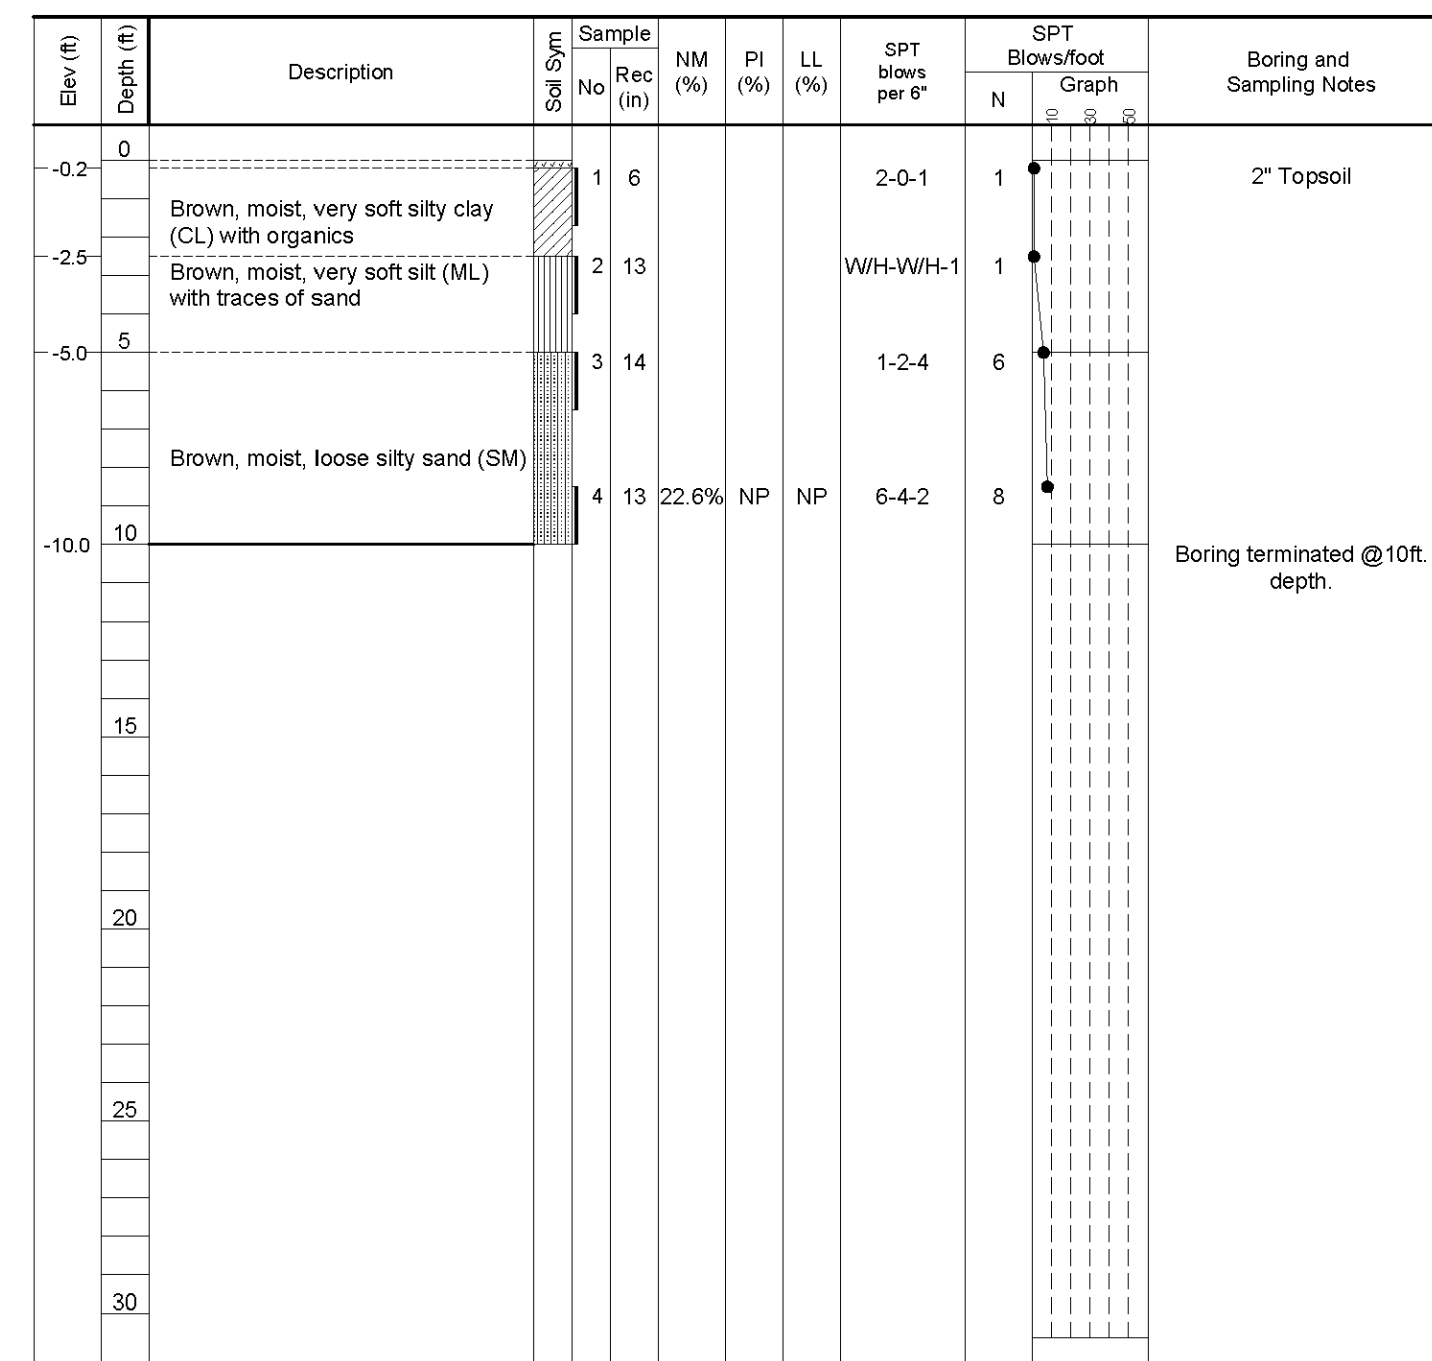 Elev (ft)
Depth (ft)
Description
Soil Sym
Sample
No
Rec
(in)
NM
(%)
PI
(%)
LL
(%)
SPT
blows
per 6"
SPT
Blows/foot
N
Graph
10 30 50
Boring and
Sampling Notes
0
-0.2
1 6 2-0-1 1 2" Topsoil
Brown, moist, very soft silty clay
(CL) with organics
-2.5
2 13 W/H-W/H-1 1
Brown, moist, very soft silt (ML)
with traces of sand
5
-5.0
3 14 1-2-4 6
Brown, moist, loose silty sand (SM)
4 13 22.6% NP NP 6-4-2 8
10
-10.0
Boring terminated @10ft.
depth.
15
20
25
30